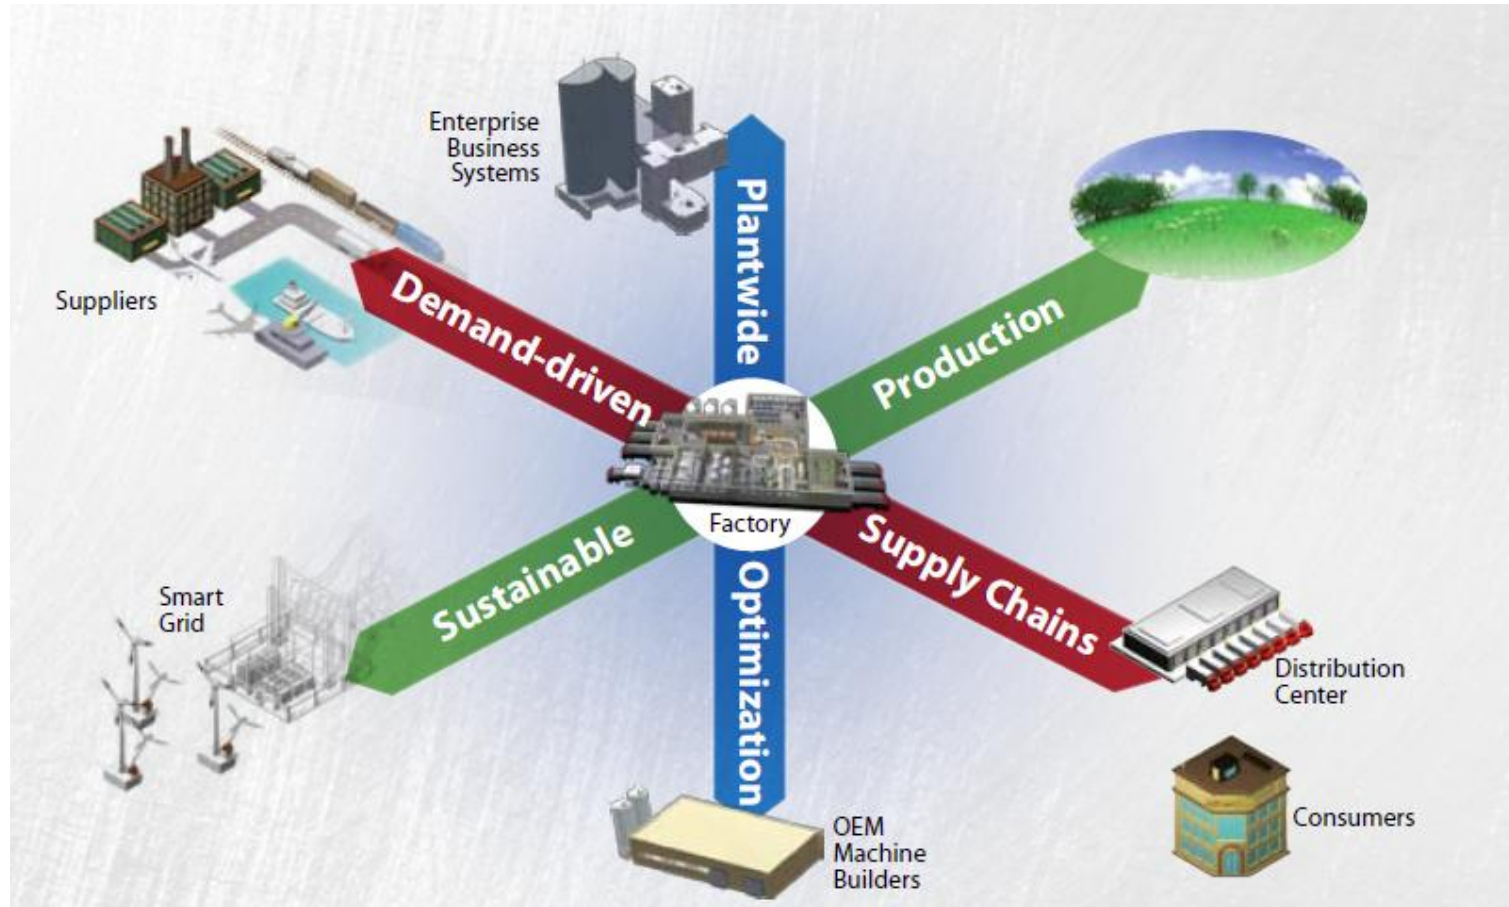 Enterprise
Business
Systems
Plantwide
Suppliers
Demand-driven
Production
Factory
Sustainable
Optimization
Supply Chains
Smart
Grid
Distribution
Center
OEM
Machine
Builders
Consumers